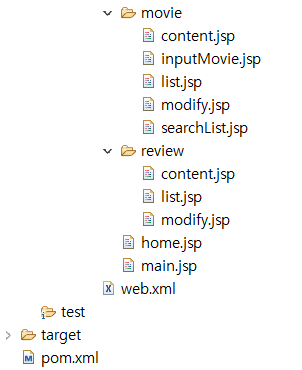 movie
content.jsp
inputMovie.jsp
list.jsp
modify.jsp
searchList.jsp
review
content.jsp
list.jsp
modify.jsp
home.jsp
main.jsp
web.xml
test
target
pom.xml